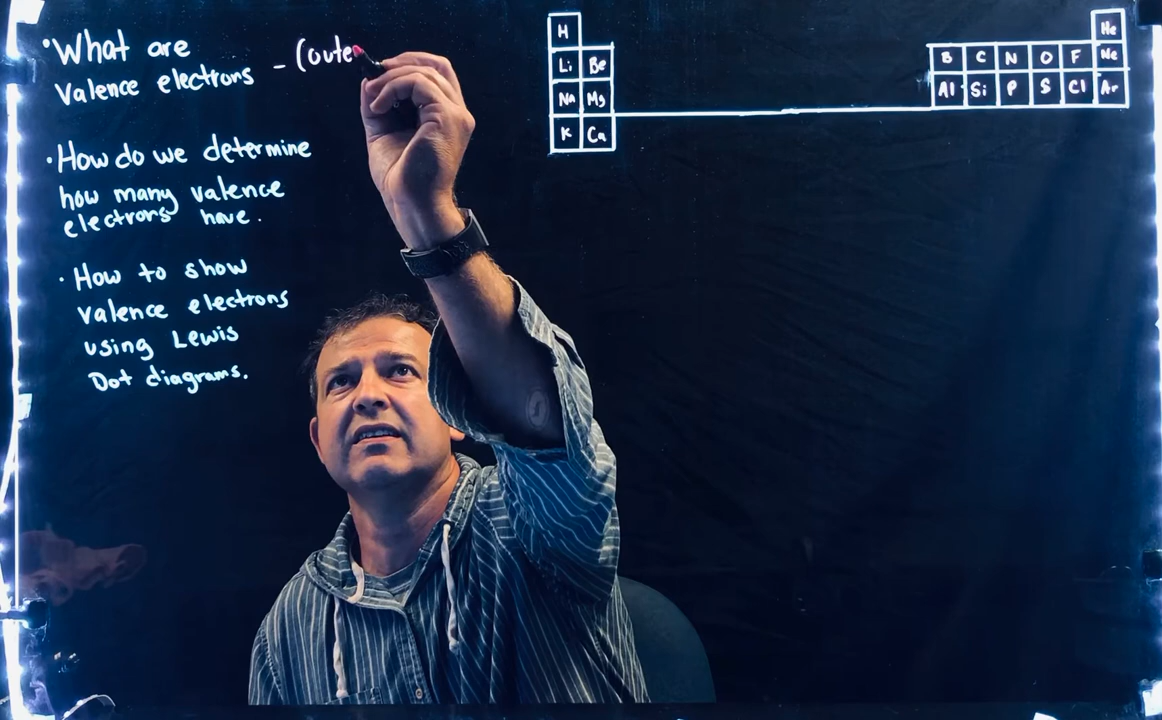 ·What are
valence electrons - (oute
·How do we determine
how many valence
electrons have.
·How to show
valence electrons
using Lewis
Dot diagrams.
H He
Li Be B C N O F Ne
Na Mg Al Si P S Cl Ar
K Ca